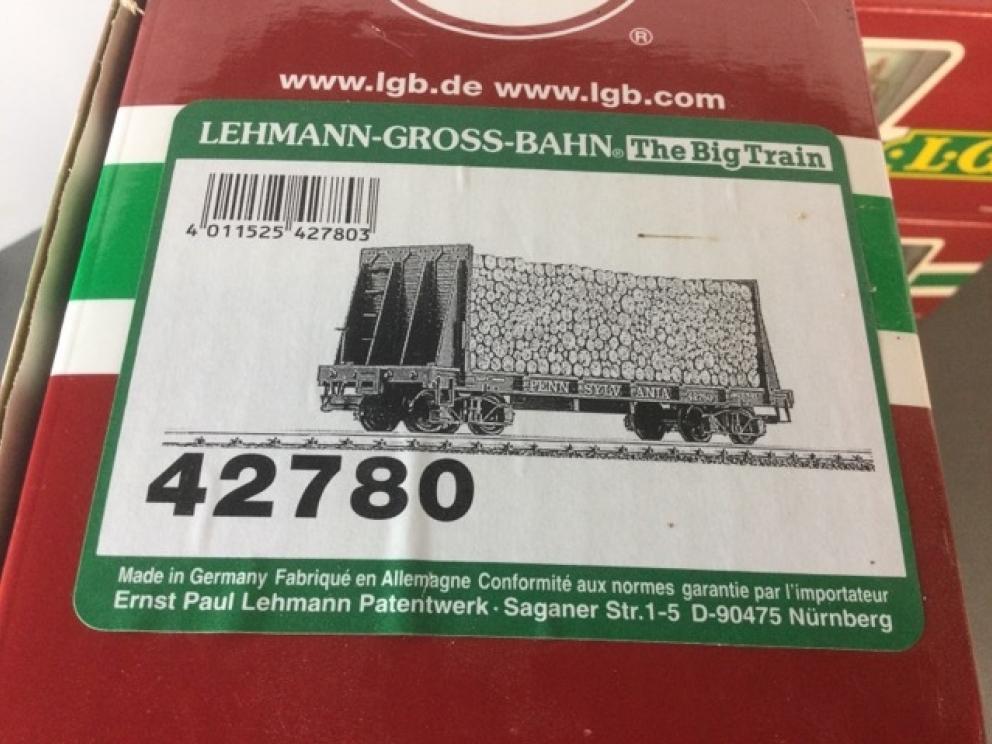 ®
www.lgb.de www.lgb.com
LEHMANN-GROSS-BAHN® The Big Train
4 011525 427803
PENN SYLV ANIA
42780
Made in Germany Fabriqué en Allemagne Conformité aux normes garantie par l'importateur
Ernst Paul Lehmann Patentwerk · Saganer Str.1-5 D-90475 Nürnberg